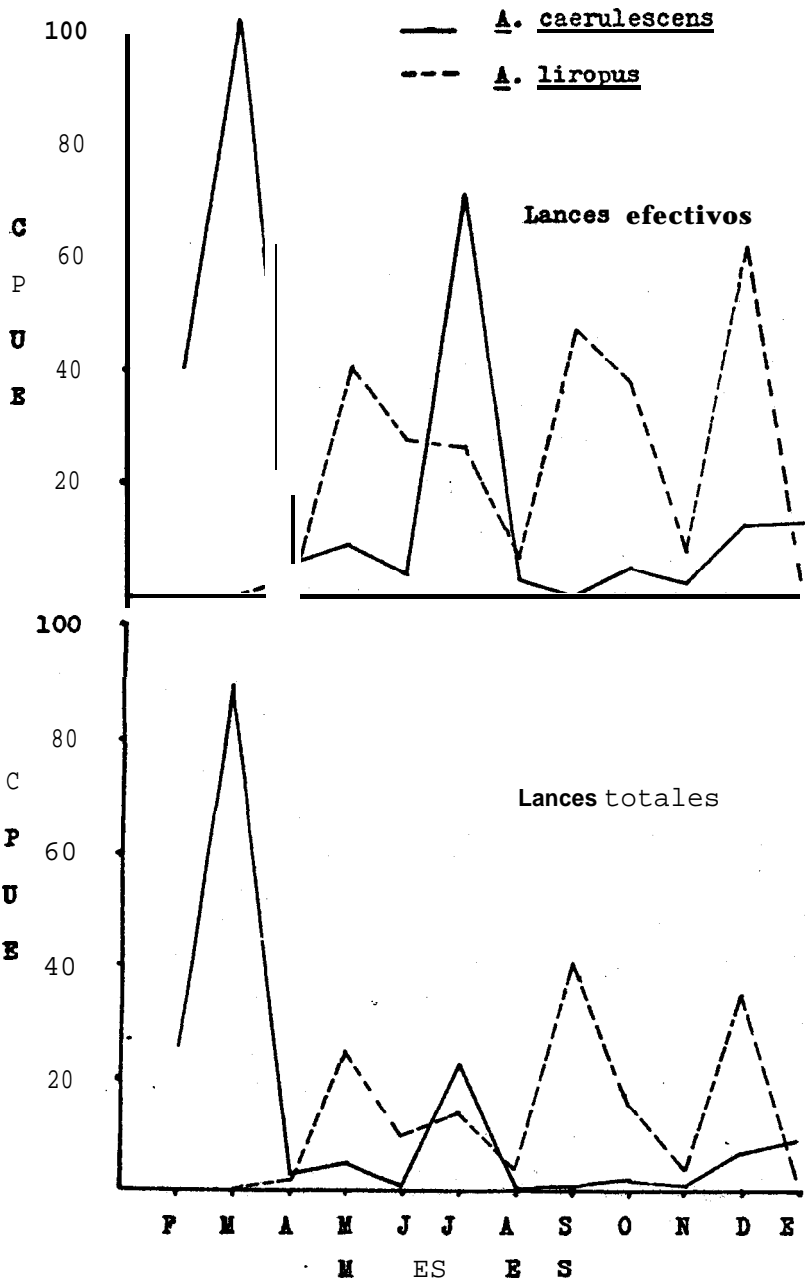 100
A. caerulescens
A. liropus
80
Lances efectivos
C
P
U
E
60
40
20
100
80
C
P
U
E
Lances totales
60
40
20
F M A M J J A S O N D E
M ES E S